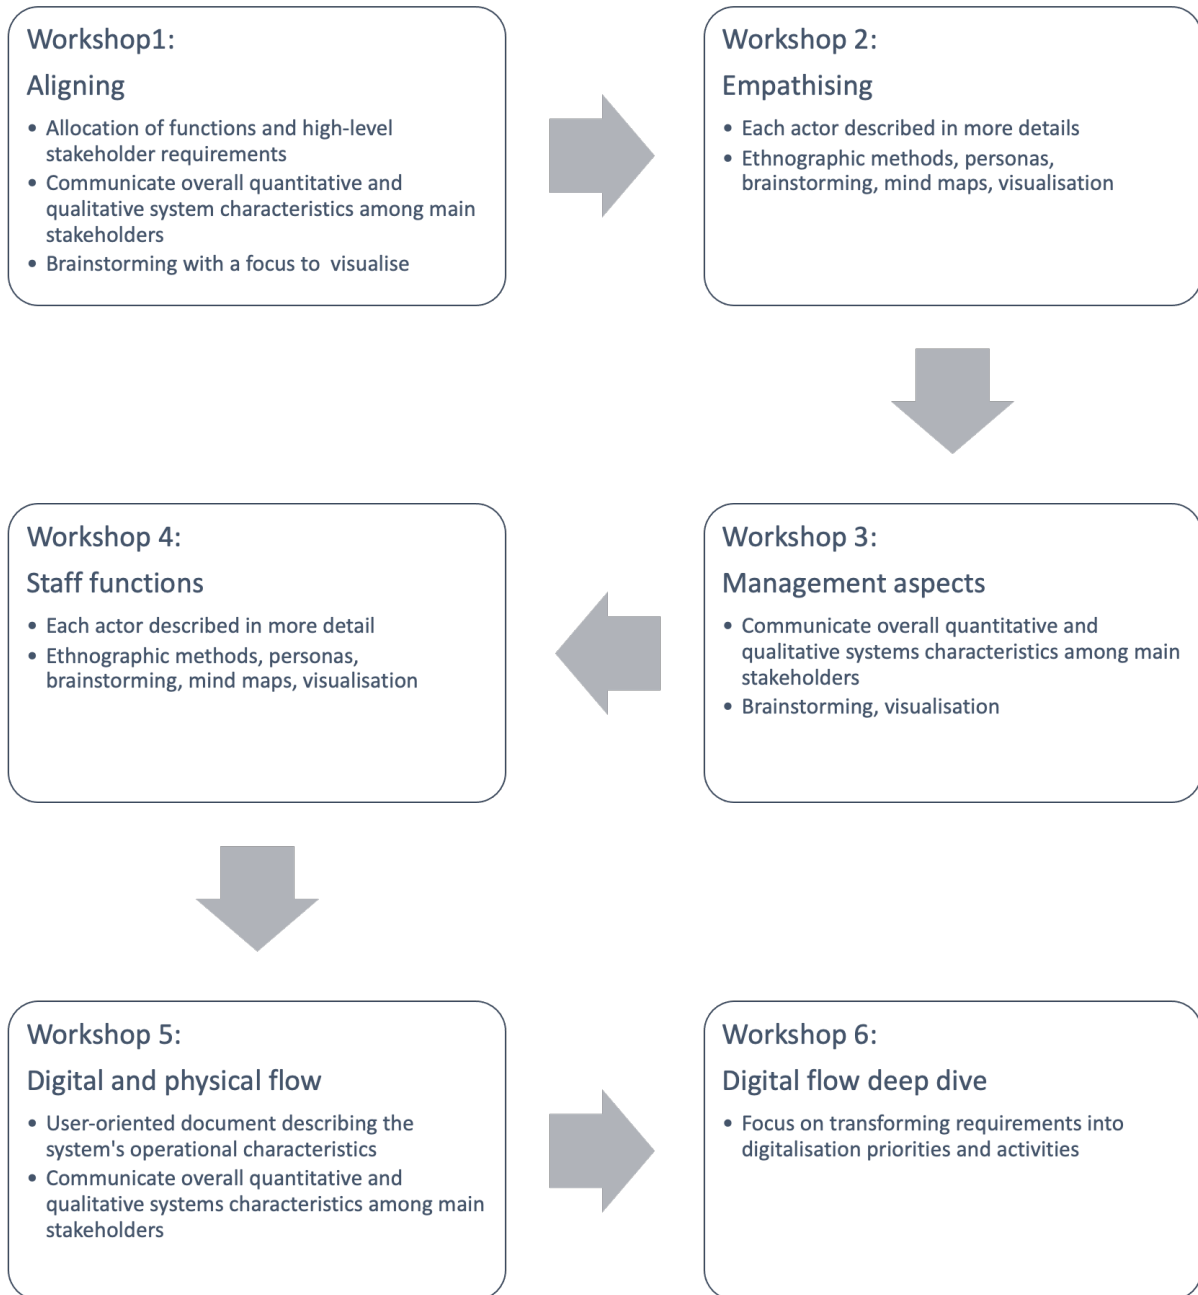 Workshop1:
Aligning
• Allocation of functions and high-level
stakeholder requirements
• Communicate overall quantitative and
qualitative system characteristics among main
stakeholders
• Brainstorming with a focus to  visualise
Workshop 2:
Empathising
• Each actor described in more details
• Ethnographic methods, personas,
brainstorming, mind maps, visualisation
Workshop 3:
Management aspects
• Communicate overall quantitative and
qualitative systems characteristics among main
stakeholders
• Brainstorming, visualisation
Workshop 4:
Staff functions
• Each actor described in more detail
• Ethnographic methods, personas,
brainstorming, mind maps, visualisation
Workshop 5:
Digital and physical flow
• User-oriented document describing the
system's operational characteristics
• Communicate overall quantitative and
qualitative systems characteristics among main
stakeholders
Workshop 6:
Digital flow deep dive
• Focus on transforming requirements into
digitalisation priorities and activities